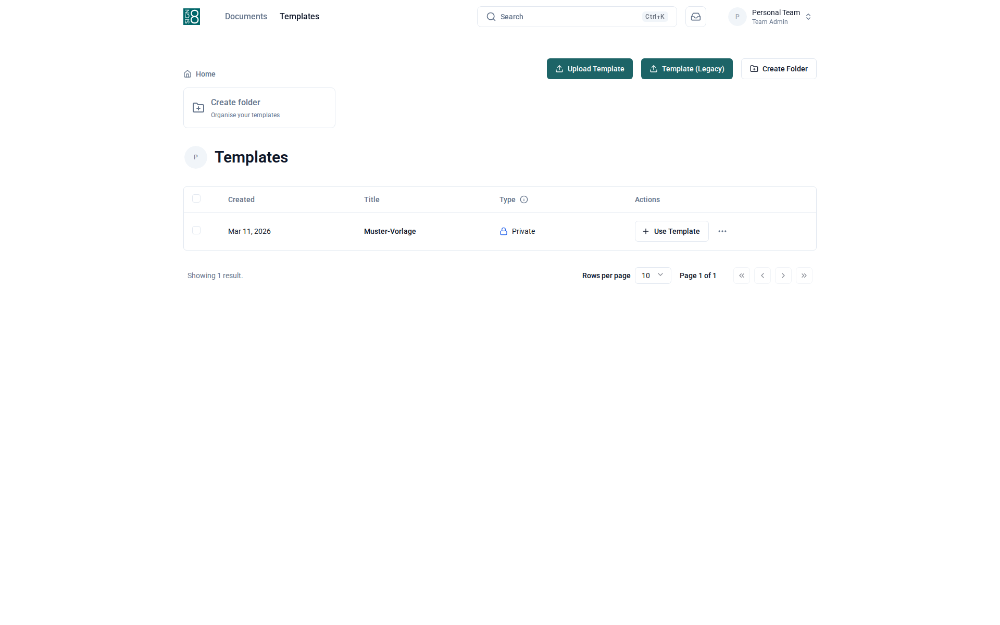 SIGN8
Documents
Templates
Search
Ctrl+K
P
Personal Team
Team Admin
Home
Upload Template
Template (Legacy)
Create Folder
Create folder
Organise your templates
P
Templates
Created
Title
Type
Actions
Mar 11, 2026
Muster-Vorlage
Private
Use Template
Showing 1 result.
Rows per page
10
Page 1 of 1